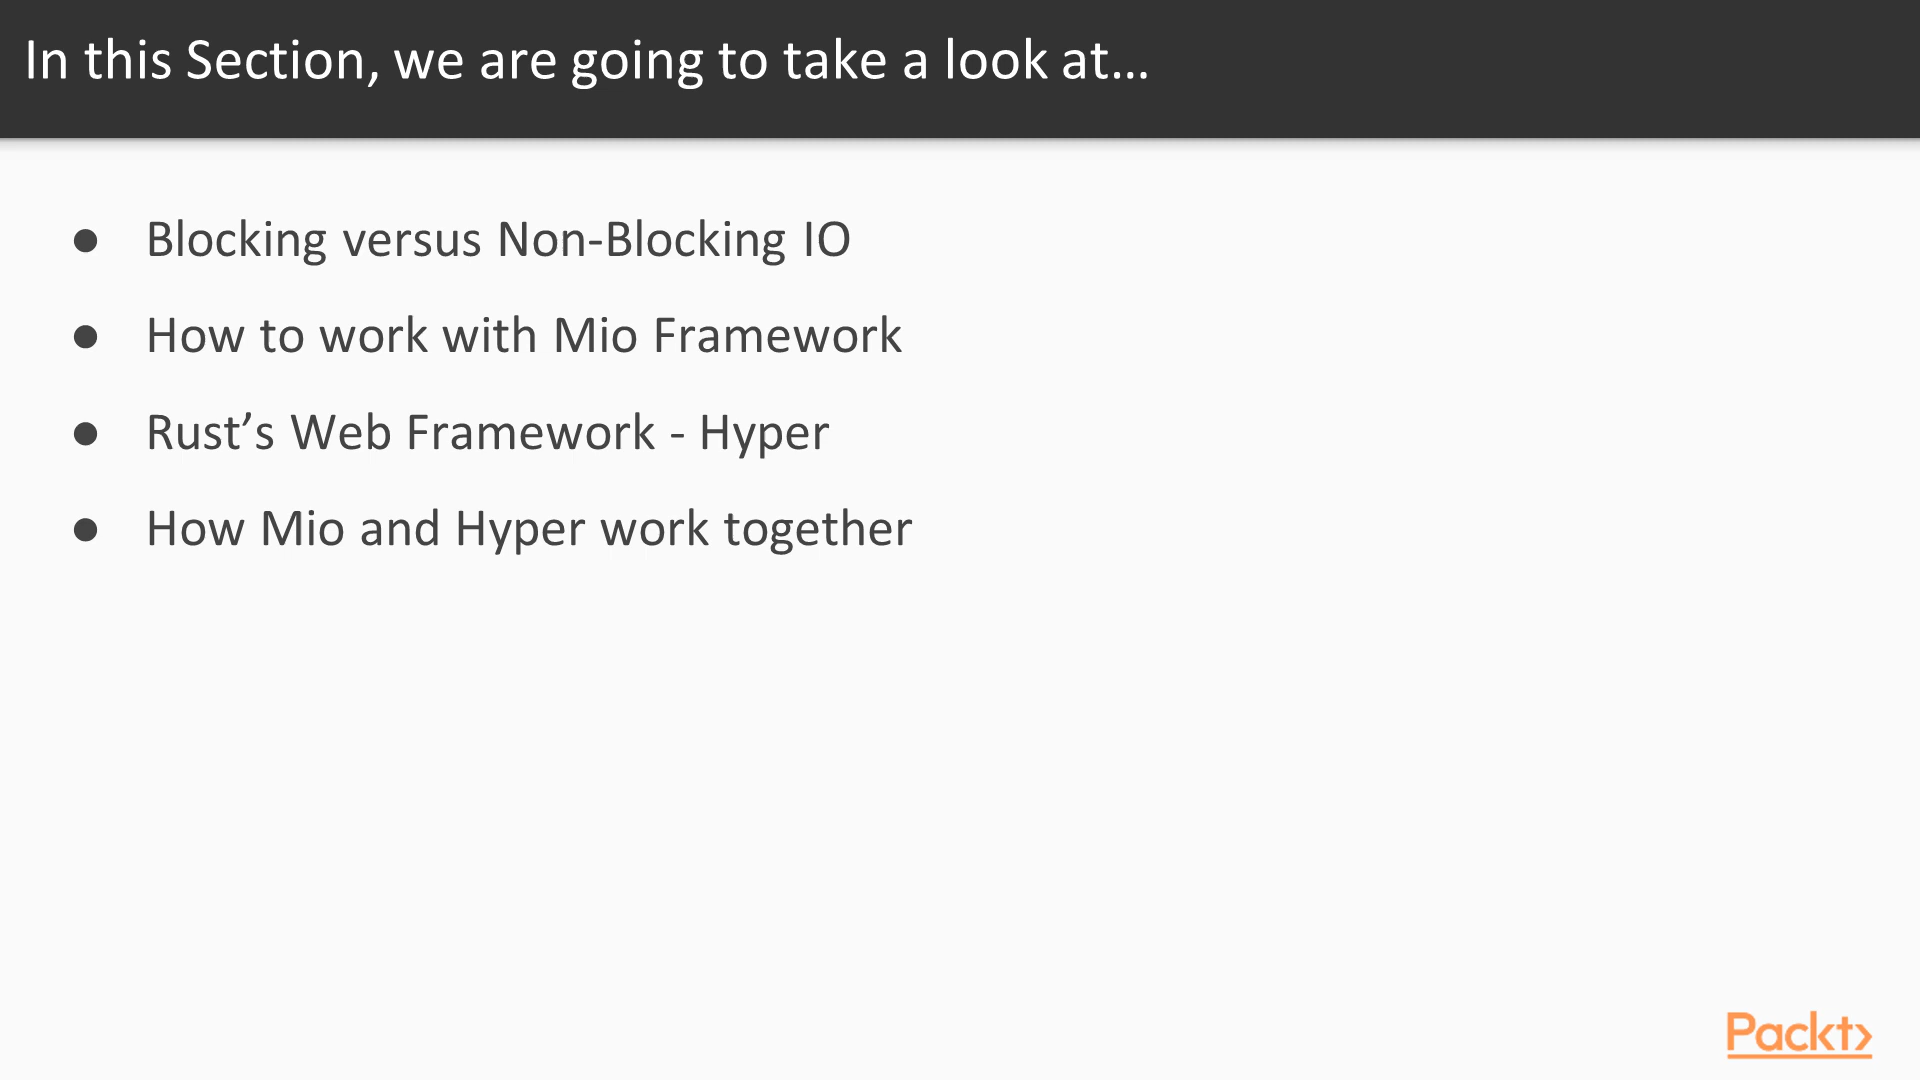 In this Section, we are going to take a look at…
● Blocking versus Non-Blocking IO
● How to work with Mio Framework
● Rust’s Web Framework - Hyper
● How Mio and Hyper work together
Packt>